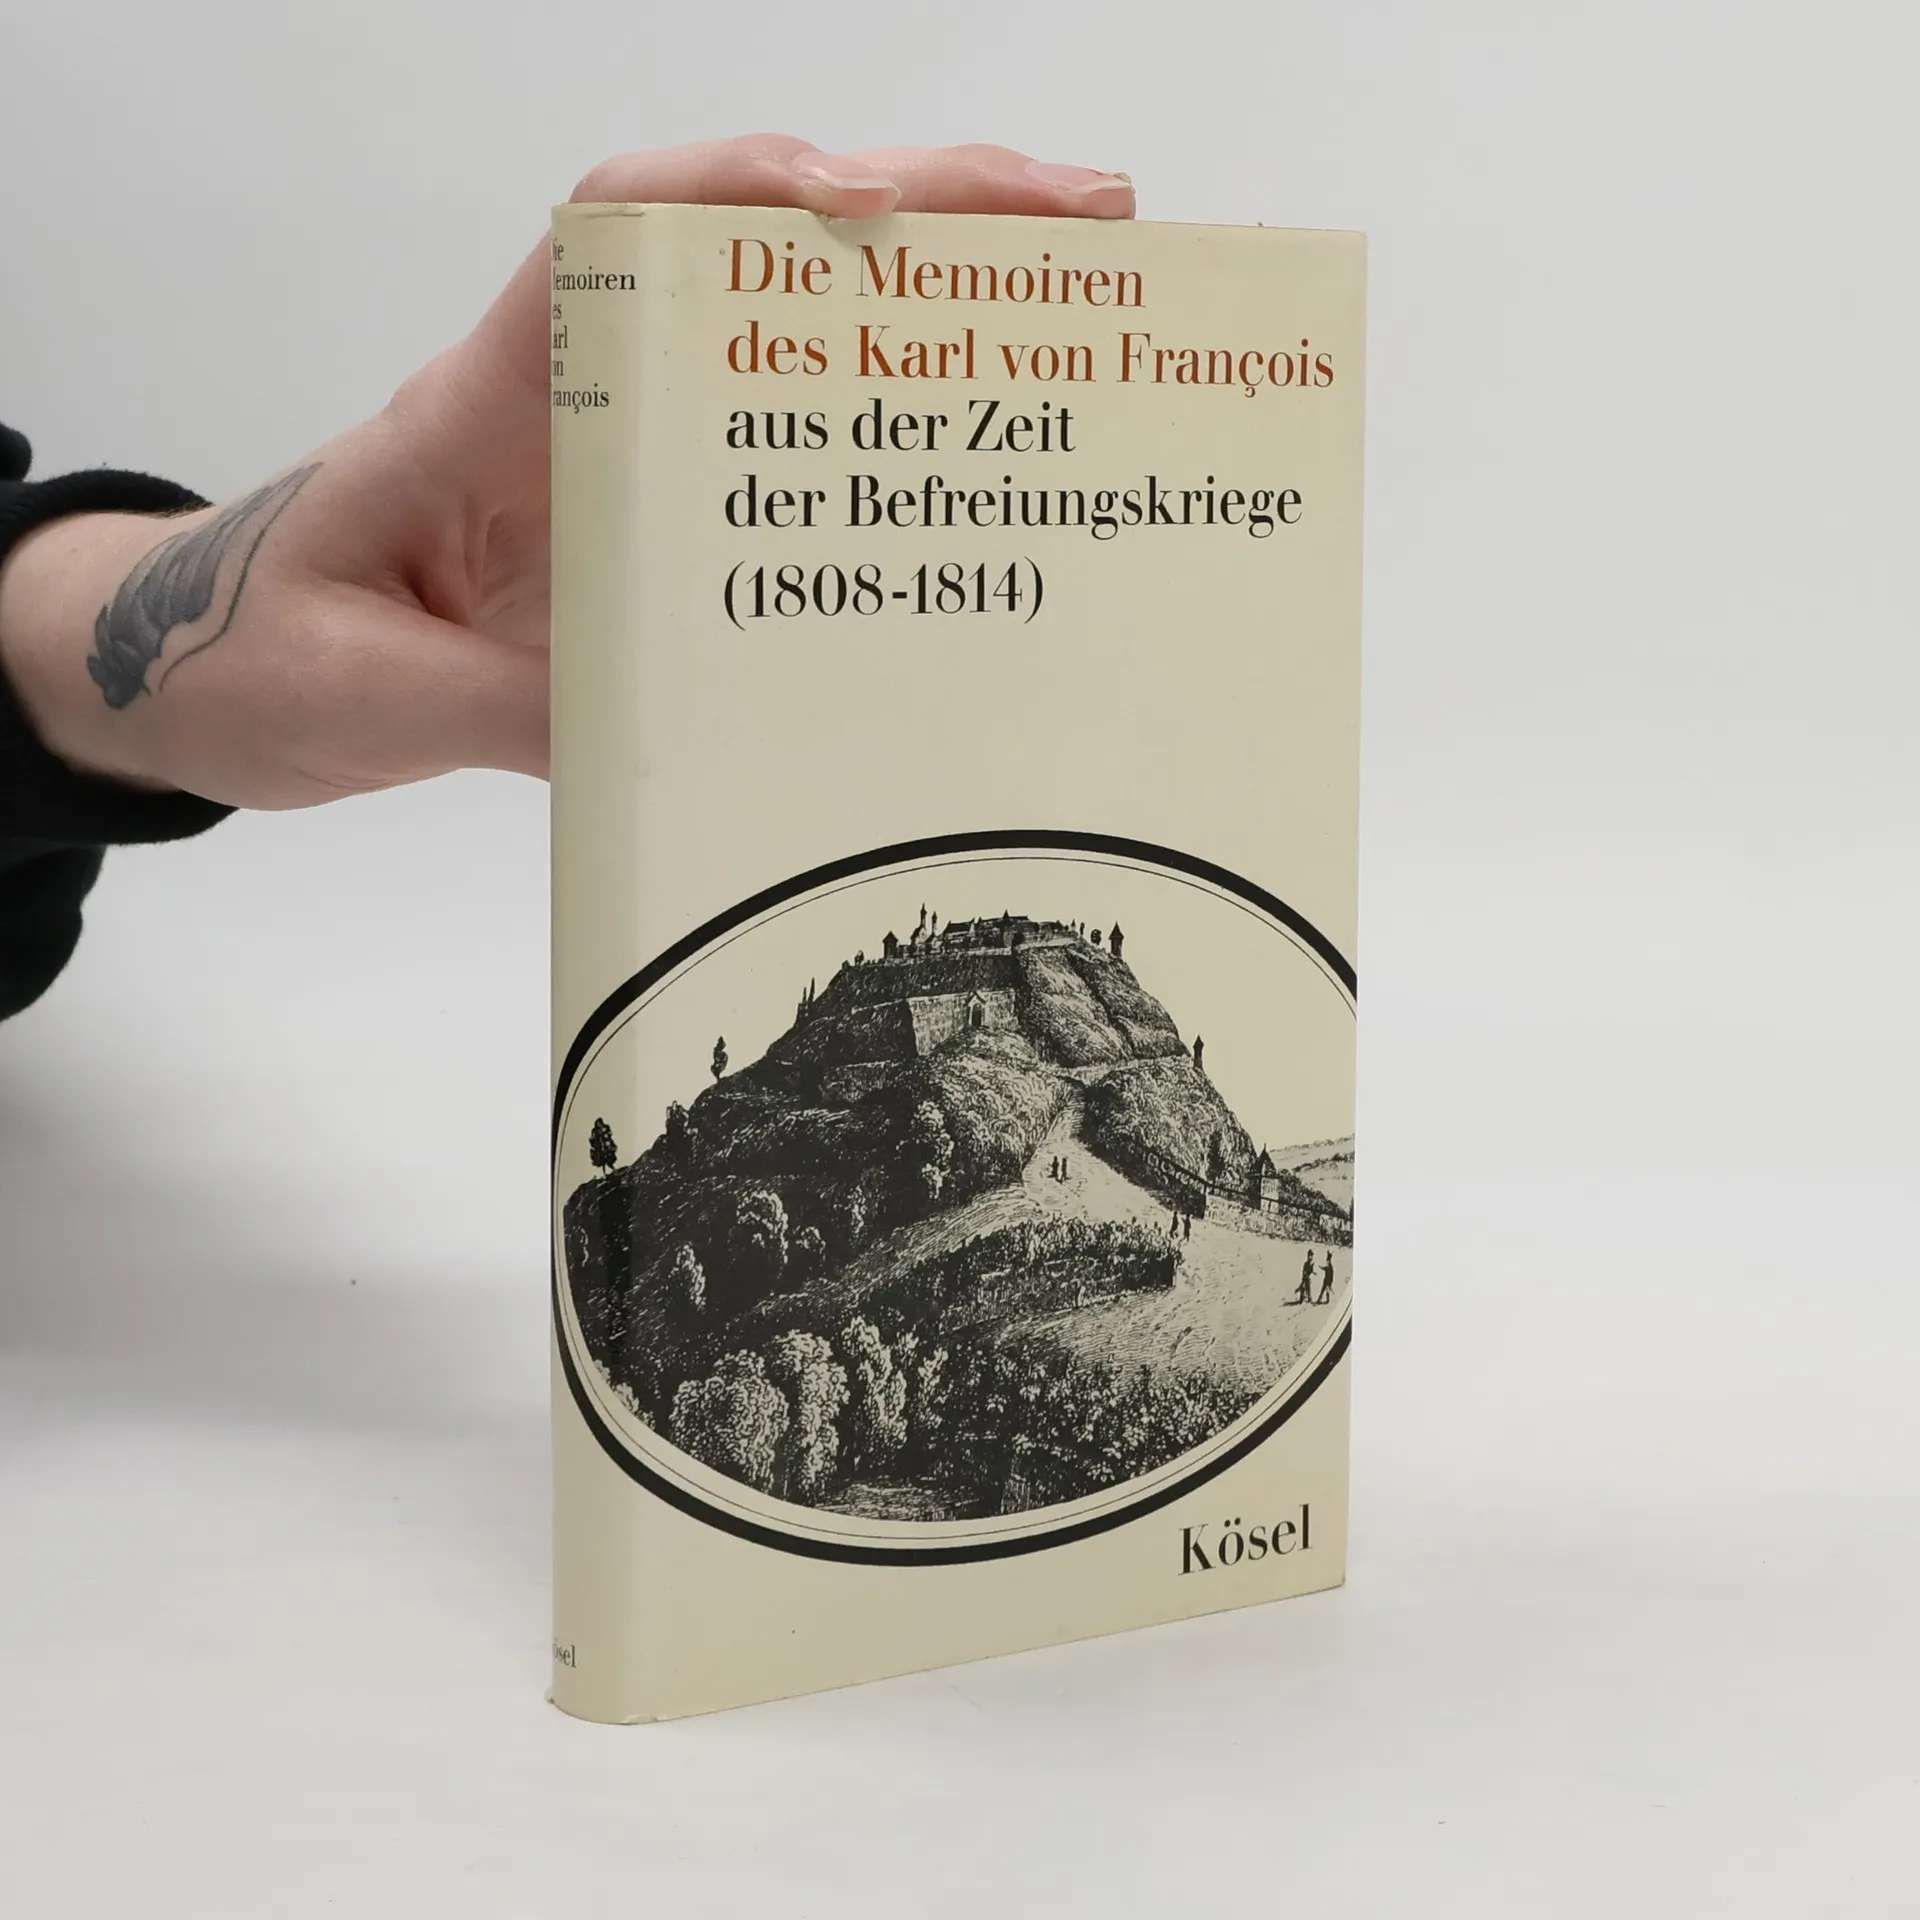 Die Memoiren
des Karl von François
aus der Zeit
der Befreiungskriege
(1808-1814)
Kösel